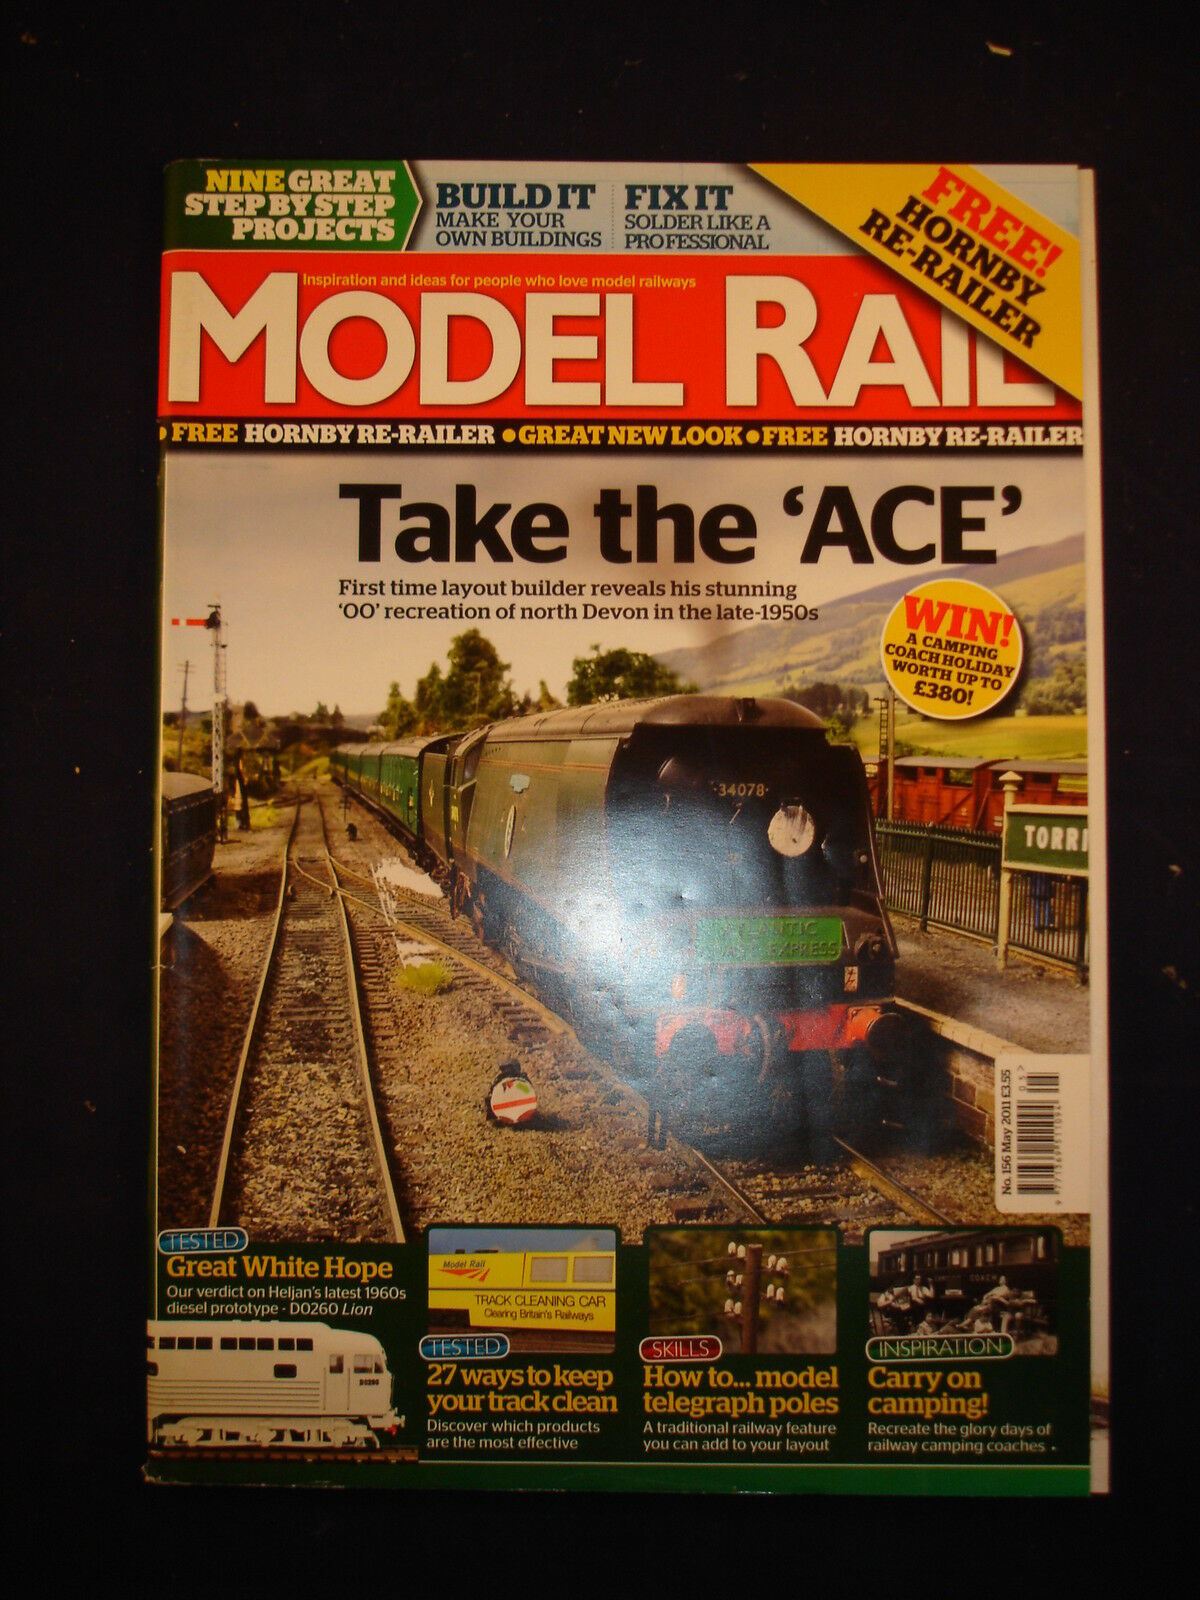 NINE GREAT
STEP BY STEP
PROJECTS
BUILD IT
MAKE YOUR
OWN BUILDINGS
FIX IT
SOLDER LIKE A
PROFESSIONAL
FREE!
HORNBY
RE-RAILER
Inspiration and ideas for people who love model railways
MODEL RAIL
FREE HORNBY RE-RAILER • GREAT NEW LOOK • FREE HORNBY RE-RAILER
Take the ‘ACE’
First time layout builder reveals his stunning
‘OO’ recreation of north Devon in the late-1950s
WIN!
A CAMPING
COACH HOLIDAY
WORTH UP TO
£380!
34078
TORRI
ATLANTIC
EXPRESS
No. 156 May 2011 £3.55
TESTED
Great White Hope
Our verdict on Heljan's latest 1960s
diesel prototype - D0260 Lion
D0260
Model Rail
TRACK CLEANING CAR
Clearing Britain's Railways
TESTED
27 ways to keep
your track clean
Discover which products
are the most effective
SKILLS
How to... model
telegraph poles
A traditional railway feature
you can add to your layout
COACH
INSPIRATION
Carry on
camping!
Recreate the glory days of
railway camping coaches